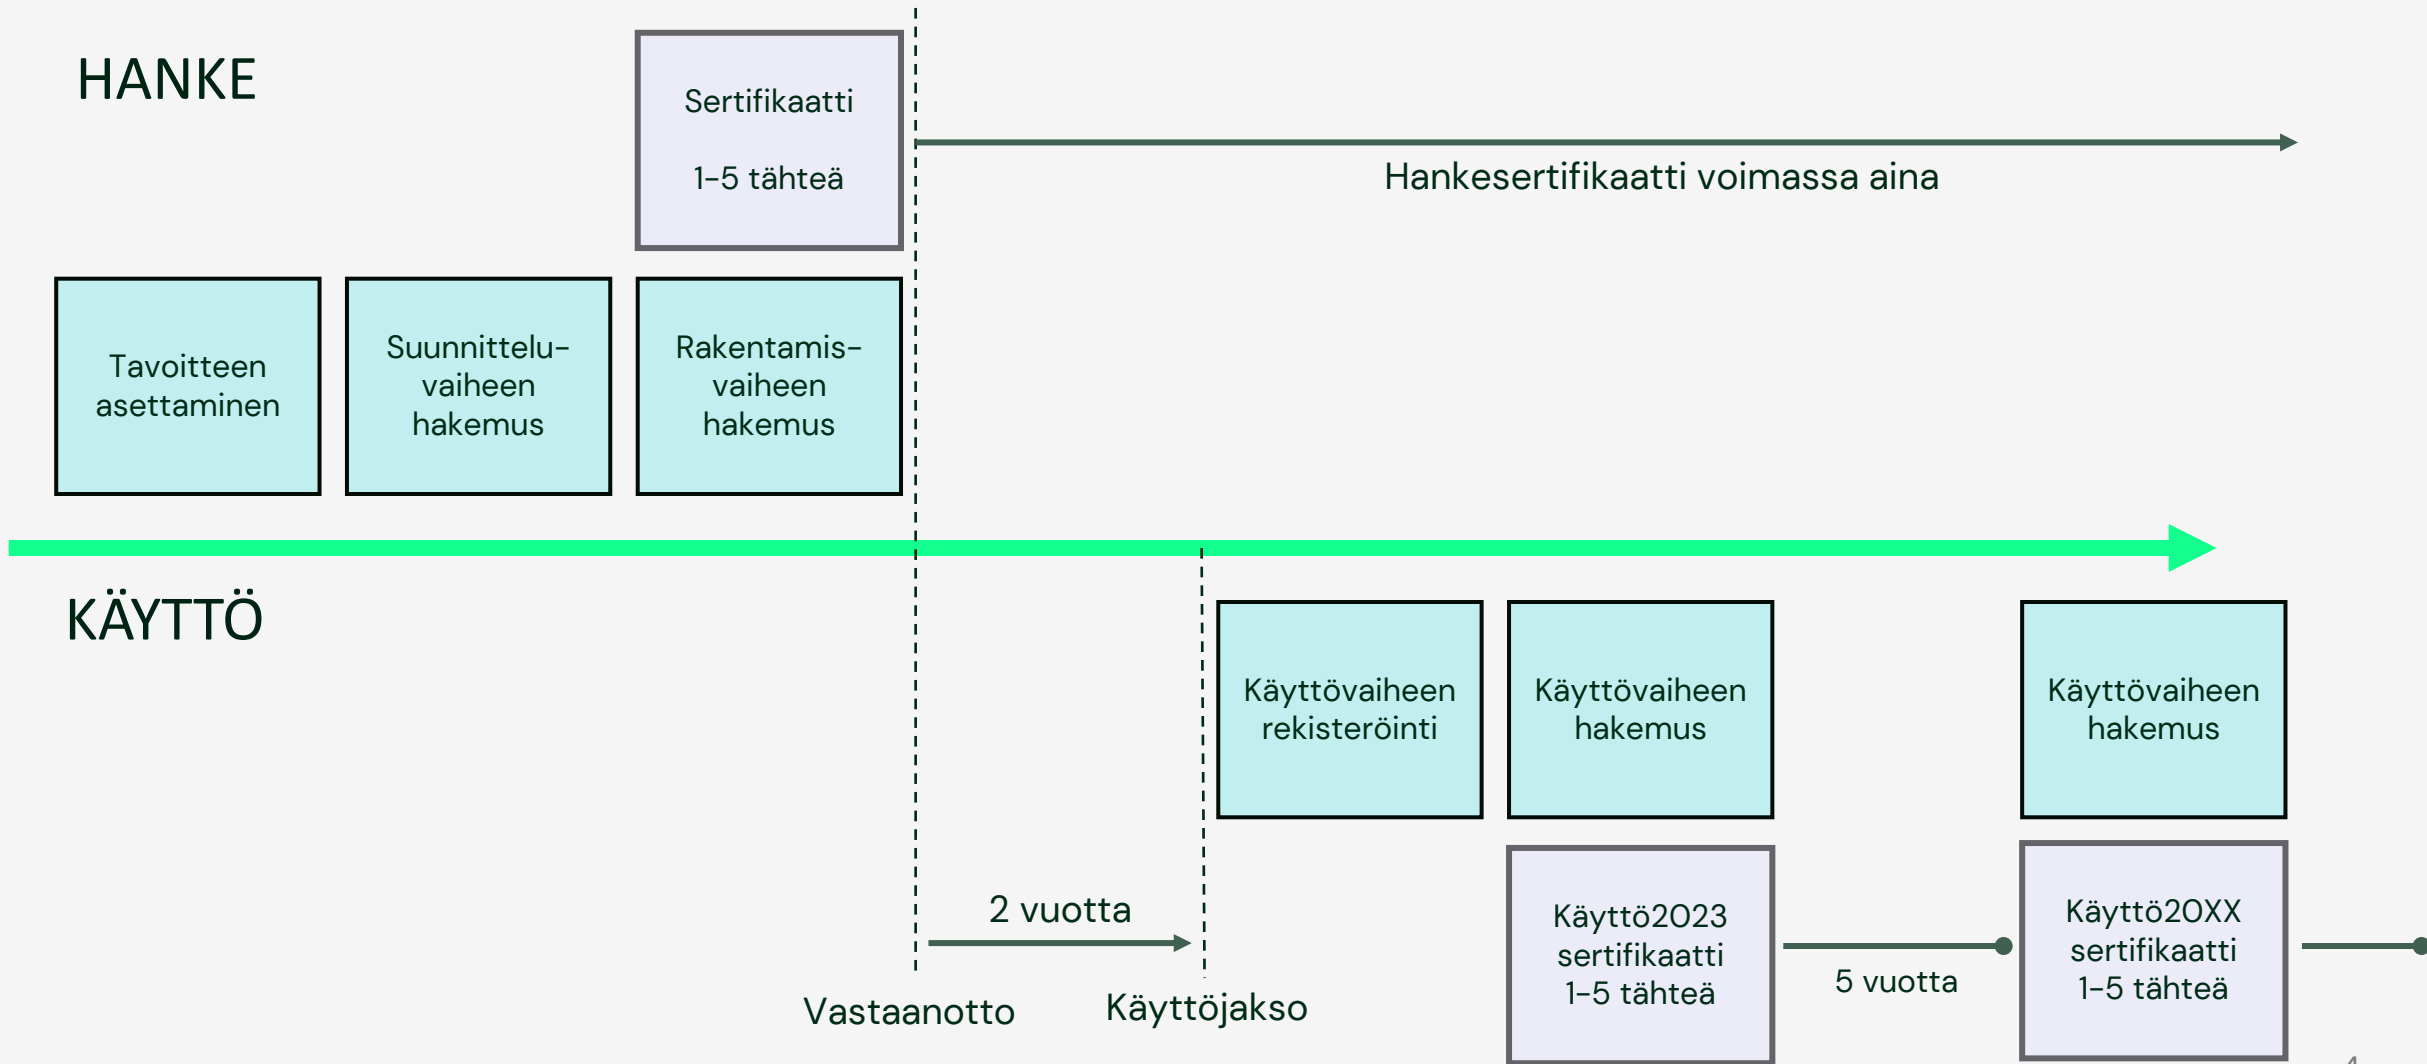 HANKE
Sertifikaatti
1-5 tähteä
Hankesertifikaatti voimassa aina
Tavoitteen
asettaminen
Suunnittelu-
vaiheen
hakemus
Rakentamis-
vaiheen
hakemus
KÄYTTÖ
Käyttövaiheen
rekisteröinti
Käyttövaiheen
hakemus
Käyttövaiheen
hakemus
2 vuotta
Vastaanotto
Käyttöjakso
Käyttö2023
sertifikaatti
1-5 tähteä
5 vuotta
Käyttö20XX
sertifikaatti
1-5 tähteä